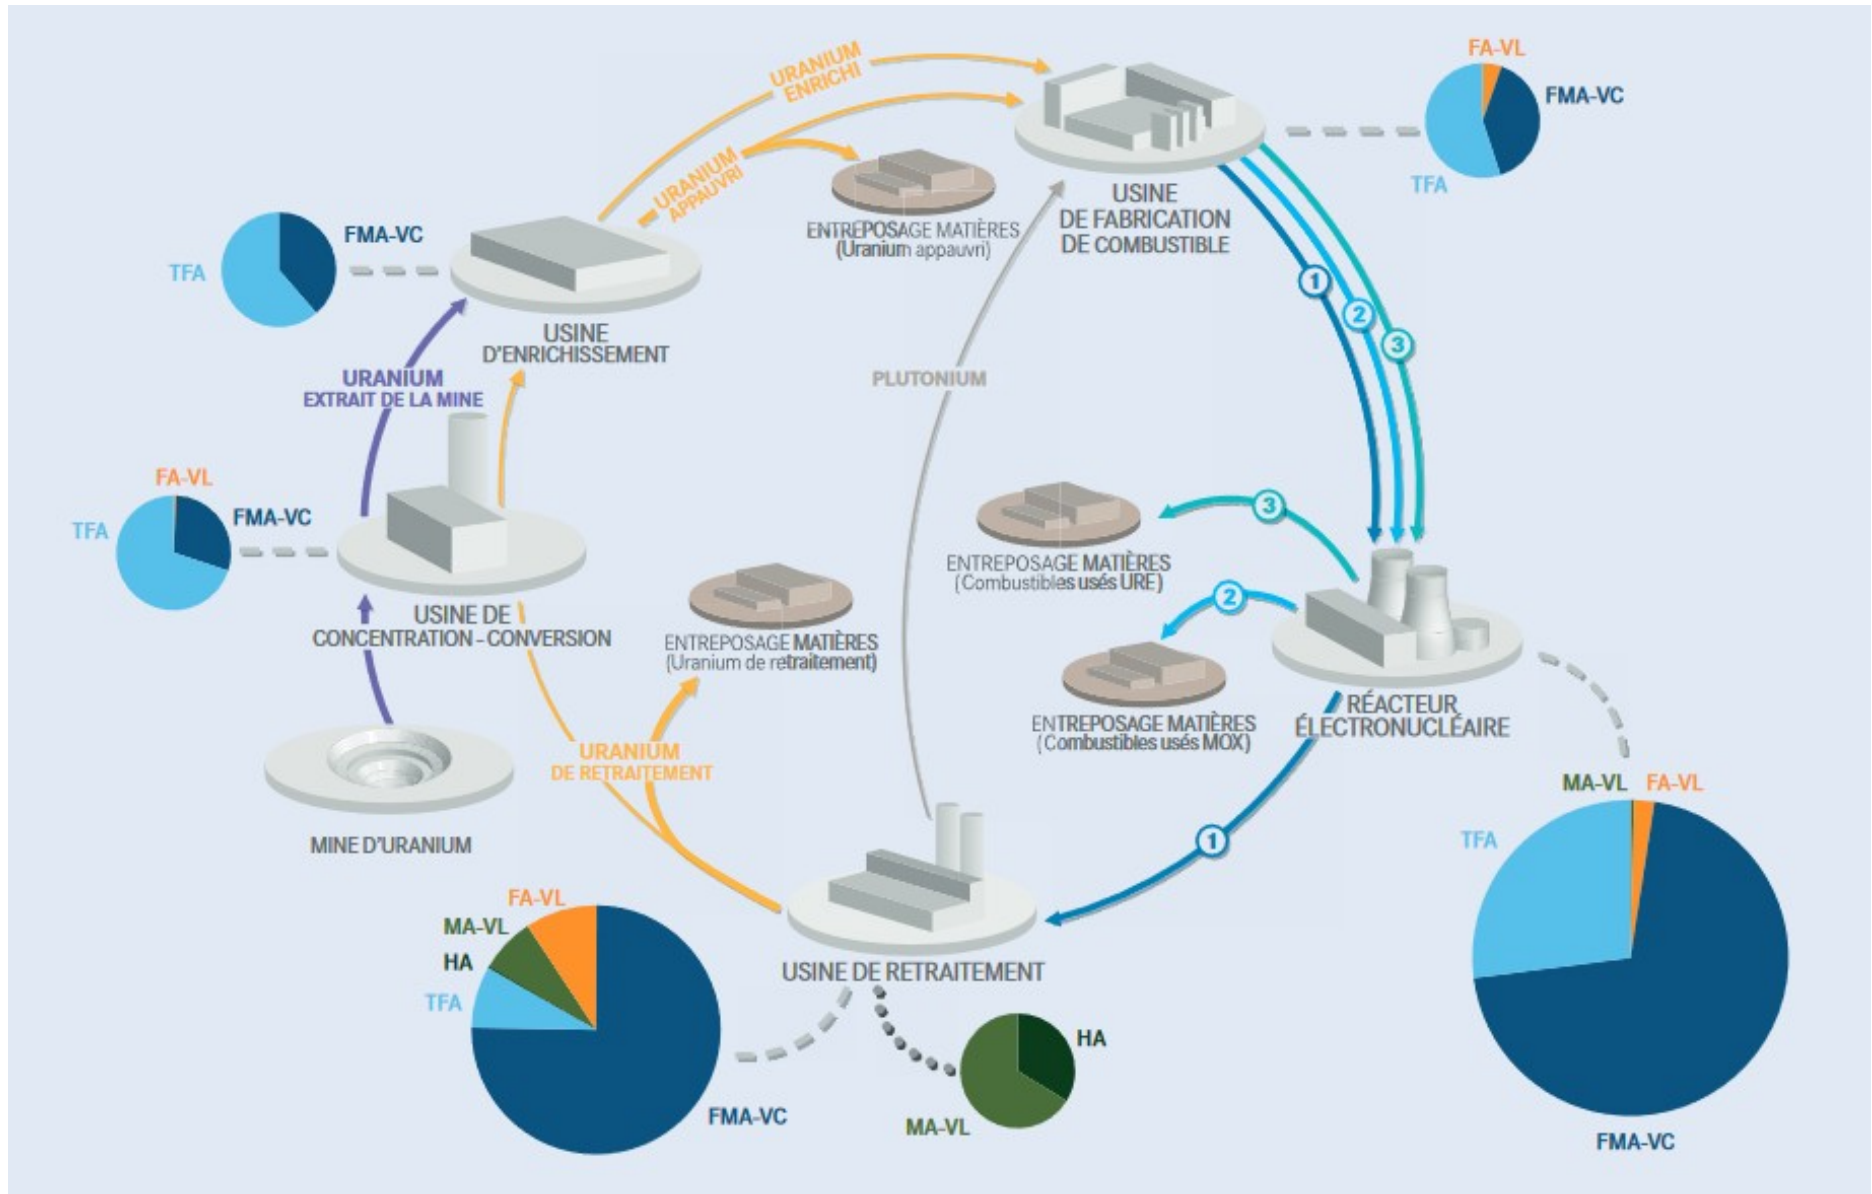 URANIUM
ENRICHI
URANIUM
APPAUVRI
ENTREPOSAGE MATIÈRES
(Uranium appauvri)
USINE
DE FABRICATION
DE COMBUSTIBLE
FA-VL
FMA-VC
TFA
FMA-VC
TFA
USINE
D'ENRICHISSEMENT
URANIUM
EXTRAIT DE LA MINE
PLUTONIUM
1
2
3
FA-VL
FMA-VC
TFA
USINE DE
CONCENTRATION - CONVERSION
ENTREPOSAGE MATIÈRES
(Uranium de retraitement)
3
ENTREPOSAGE MATIÈRES
(Combustibles usés URE)
2
ENTREPOSAGE MATIÈRES
(Combustibles usés MOX)
RÉACTEUR
ÉLECTRONUCLÉAIRE
URANIUM
DE RETRAITEMENT
MINE D'URANIUM
1
MA-VL
FA-VL
TFA
FMA-VC
FA-VL
MA-VL
HA
TFA
FMA-VC
USINE DE RETRAITEMENT
HA
MA-VL